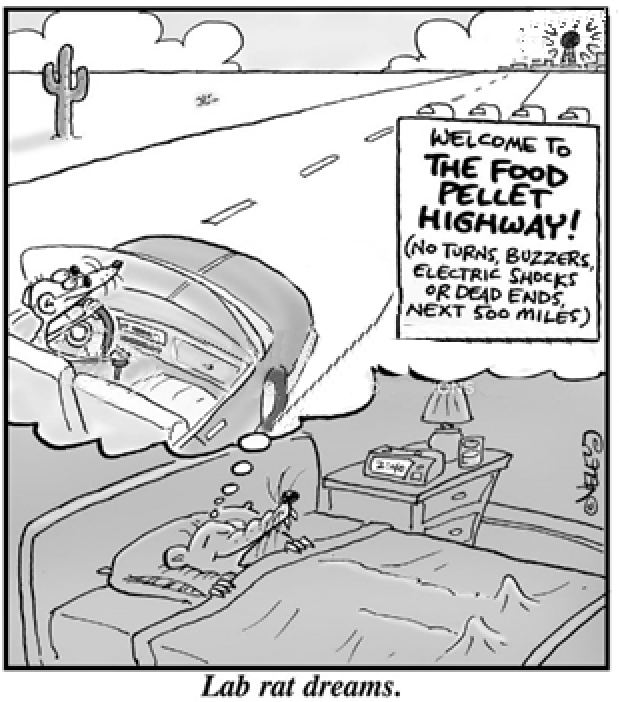 WELCOME TO
THE FOOD
PELLET
HIGHWAY!
(NO TURNS, BUZZERS,
ELECTRIC SHOCKS
OR DEAD ENDS,
NEXT 500 MILES)
Lab rat dreams.